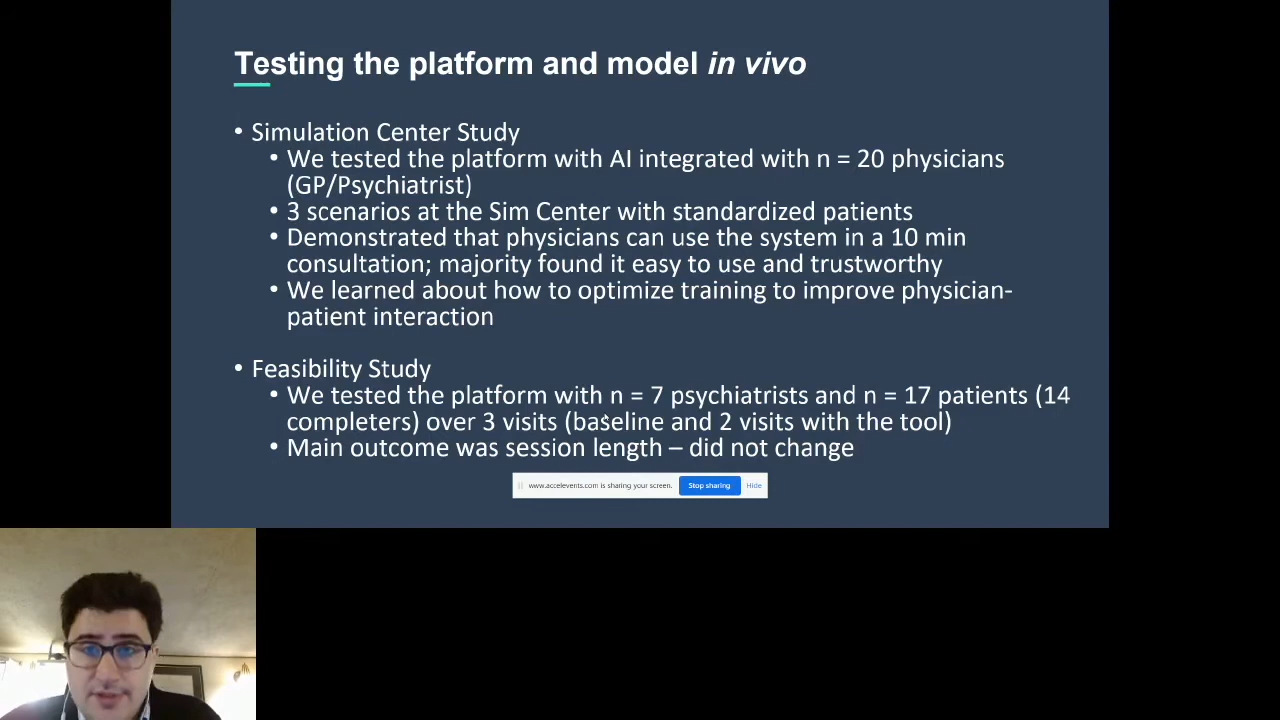 Testing the platform and model in vivo
• Simulation Center Study
• We tested the platform with AI integrated with n = 20 physicians
(GP/Psychiatrist)
• 3 scenarios at the Sim Center with standardized patients
• Demonstrated that physicians can use the system in a 10 min
consultation; majority found it easy to use and trustworthy
• We learned about how to optimize training to improve physician-
patient interaction
• Feasibility Study
• We tested the platform with n = 7 psychiatrists and n = 17 patients (14
completers) over 3 visits (baseline and 2 visits with the tool)
• Main outcome was session length – did not change
www.accelevents.com is sharing your screen. Stop sharing Hide